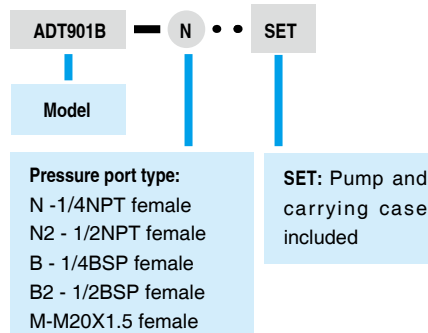 ADT901B — N • • SET
Model
Pressure port type:
N -1/4NPT female
N2 - 1/2NPT female
B - 1/4BSP female
B2 - 1/2BSP female
M-M20X1.5 female
SET: Pump and
carrying case
included